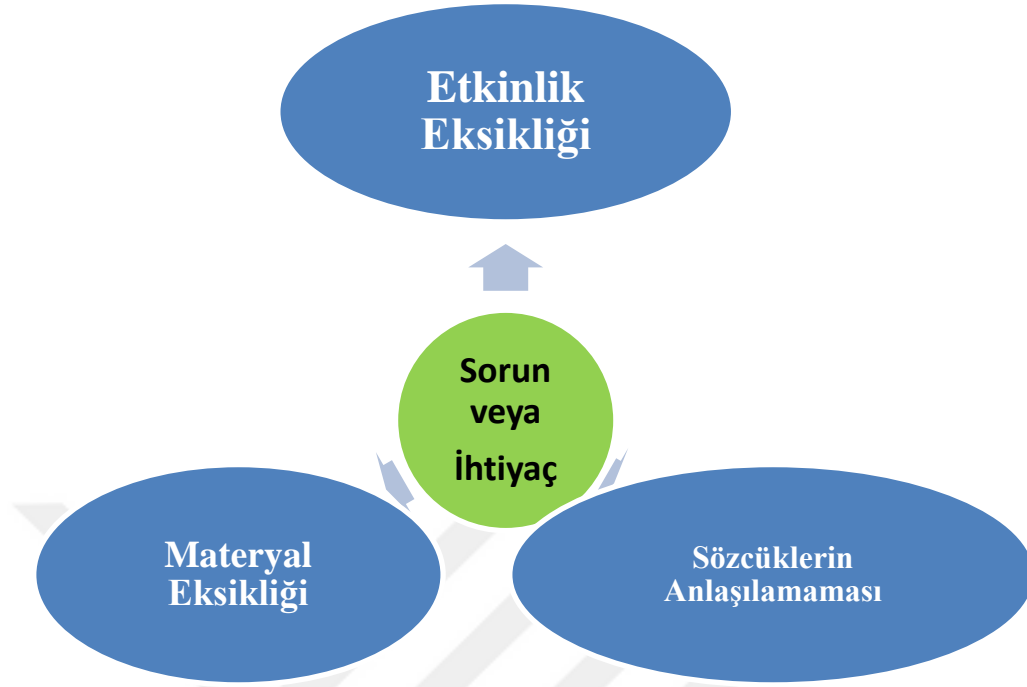 Etkinlik
Eksikliği
Sorun
veya
İhtiyaç
Materyal
Eksikliği
Sözcüklerin
Anlaşılamaması